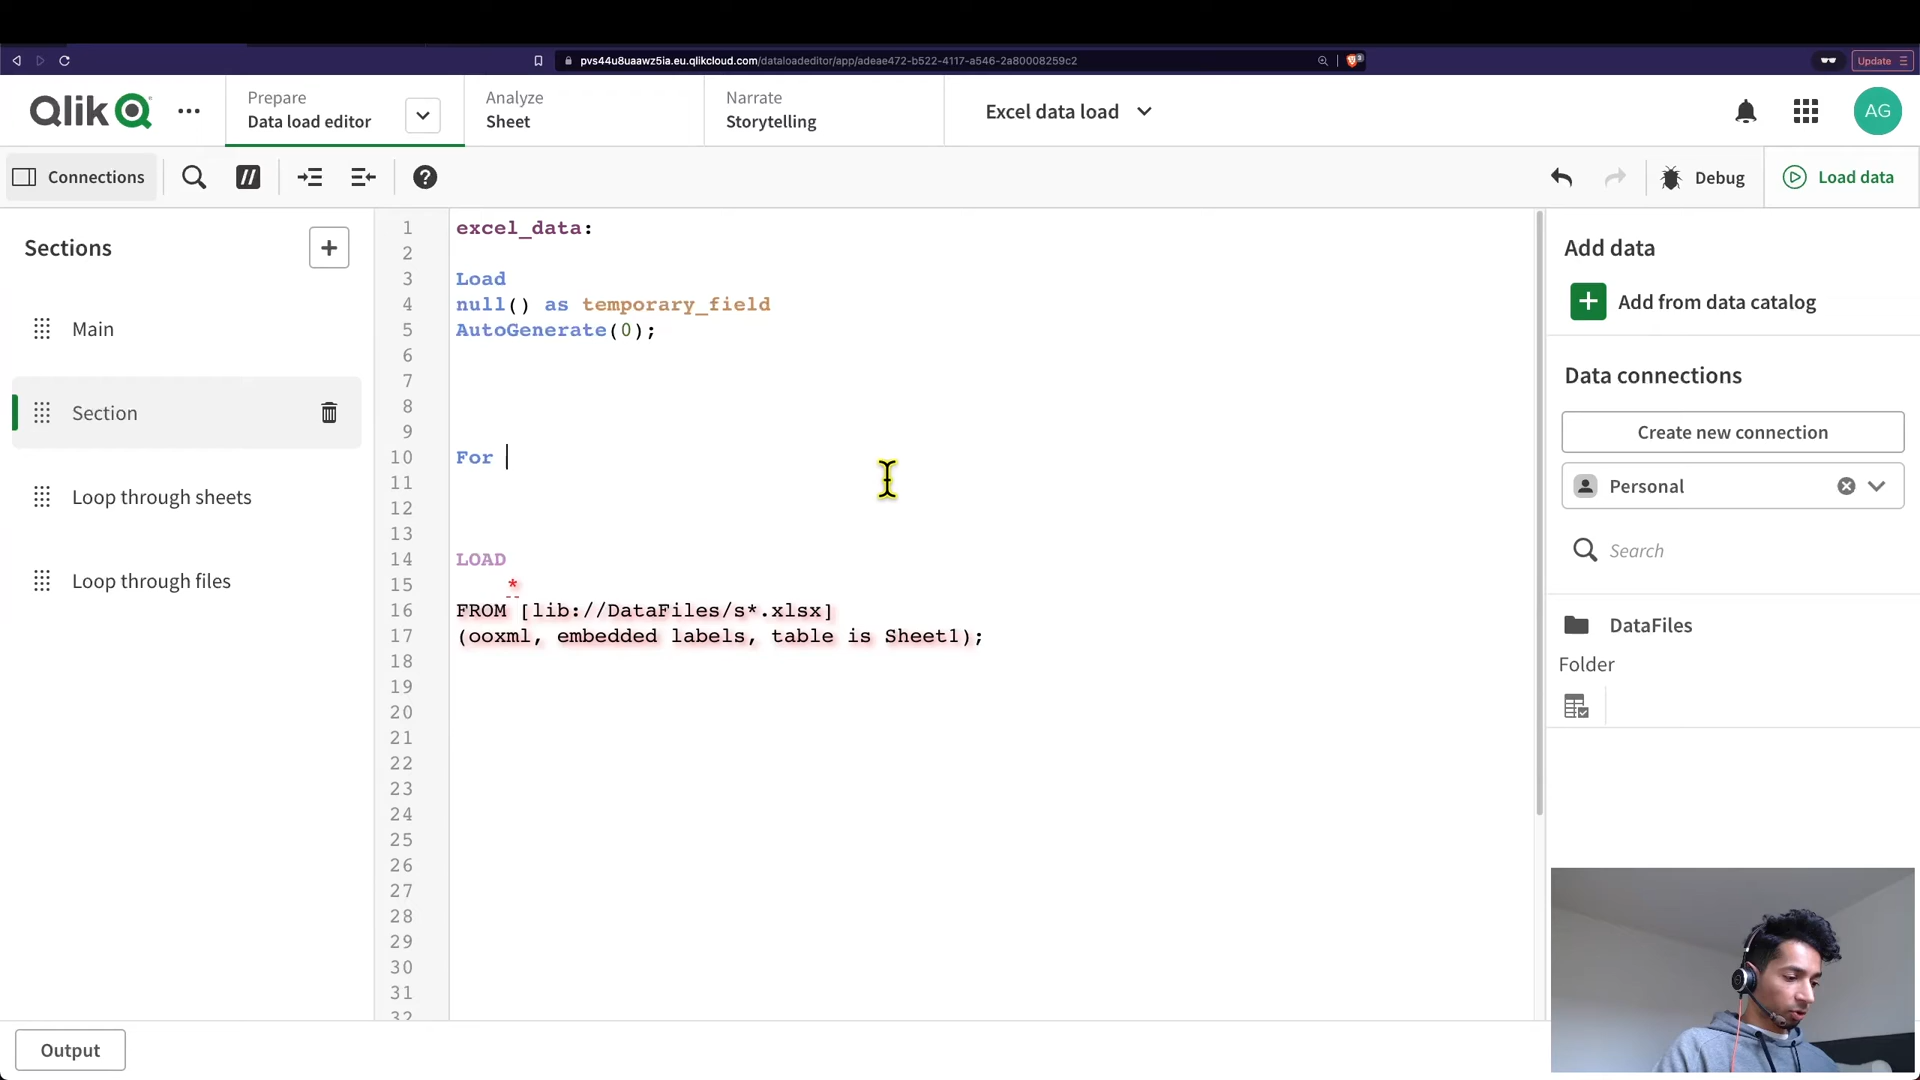 pvs44u8uaawz5ia.eu.qlikcloud.com/dataloadeditor/app/adeae472-b522-4117-a546-2a80008259c2
Update
Qlik
Prepare
Data load editor
Analyze
Sheet
Narrate
Storytelling
Excel data load
AG
Connections
//
Debug
Load data
Sections
Main
Section
Loop through sheets
Loop through files
1 excel_data:
2
3 Load
4 null() as temporary_field
5 AutoGenerate(0);
6
7
8
9
10 For
11
12
13
14 LOAD
15 *
16 FROM [lib://DataFiles/s*.xlsx]
17 (ooxml, embedded labels, table is Sheet1);
18
19
20
21
22
23
24
25
26
27
28
29
30
31
32
Add data
Add from data catalog
Data connections
Create new connection
Personal
Search
DataFiles
Folder
Output